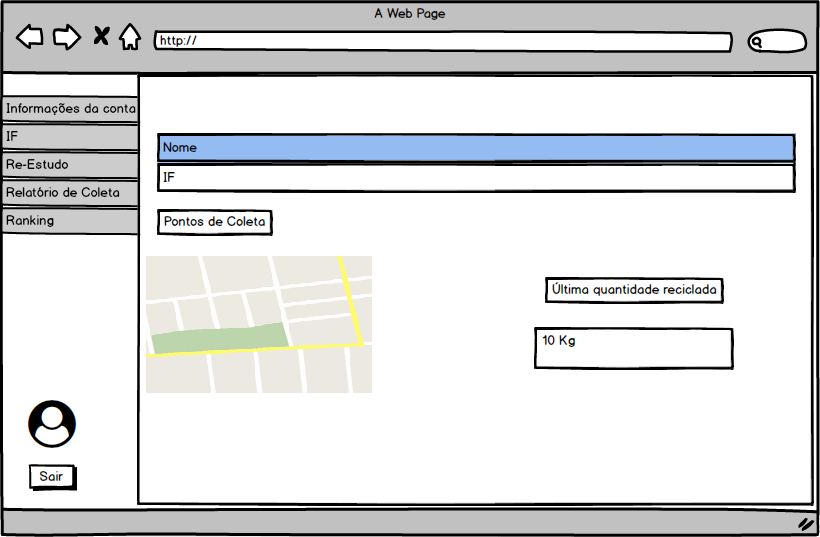 A Web Page
http://
Informações da conta
IF
Re-Estudo
Relatório de Coleta
Ranking
Sair
Nome
IF
Pontos de Coleta
Última quantidade reciclada
10 Kg